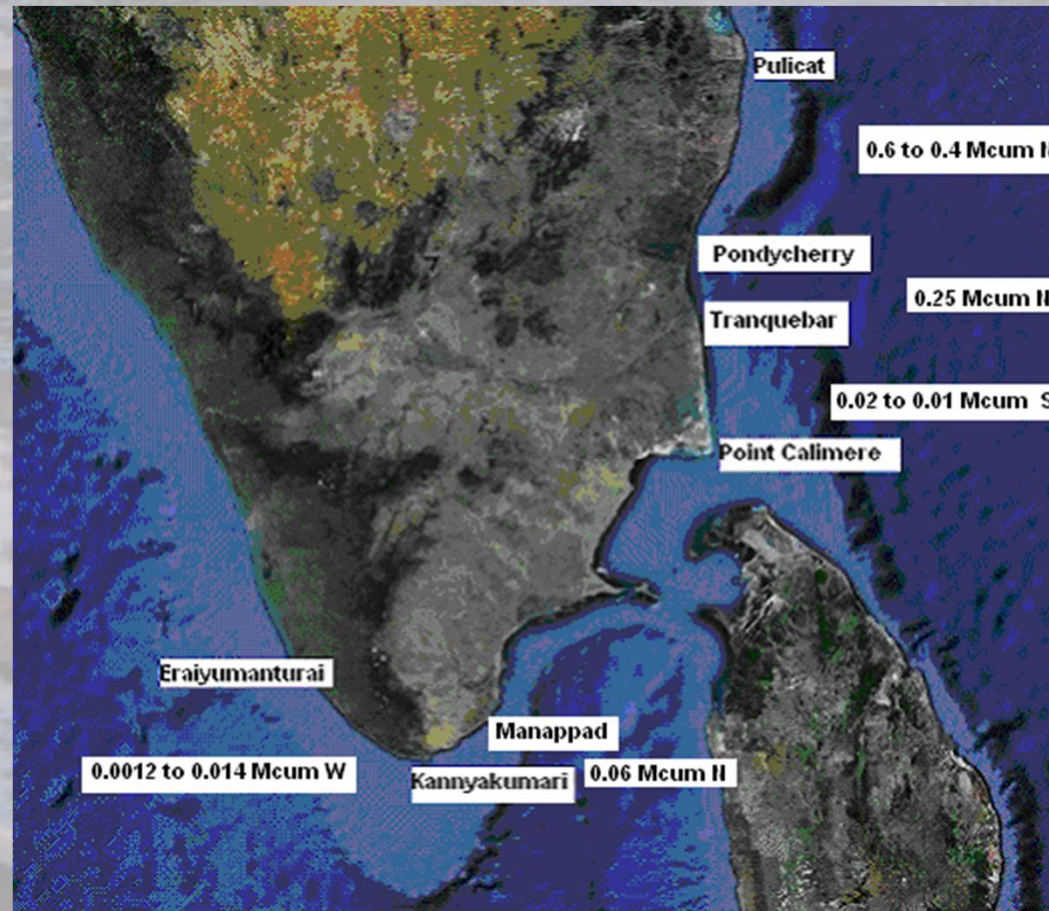 Pulicat
0.6 to 0.4 Mcum N
Pondycherry
0.25 Mcum N
Tranquebar
0.02 to 0.01 Mcum S
Point Calimere
Eraiyumanturai
Manappad
0.0012 to 0.014 Mcum W
Kannyakumari
0.06 Mcum N